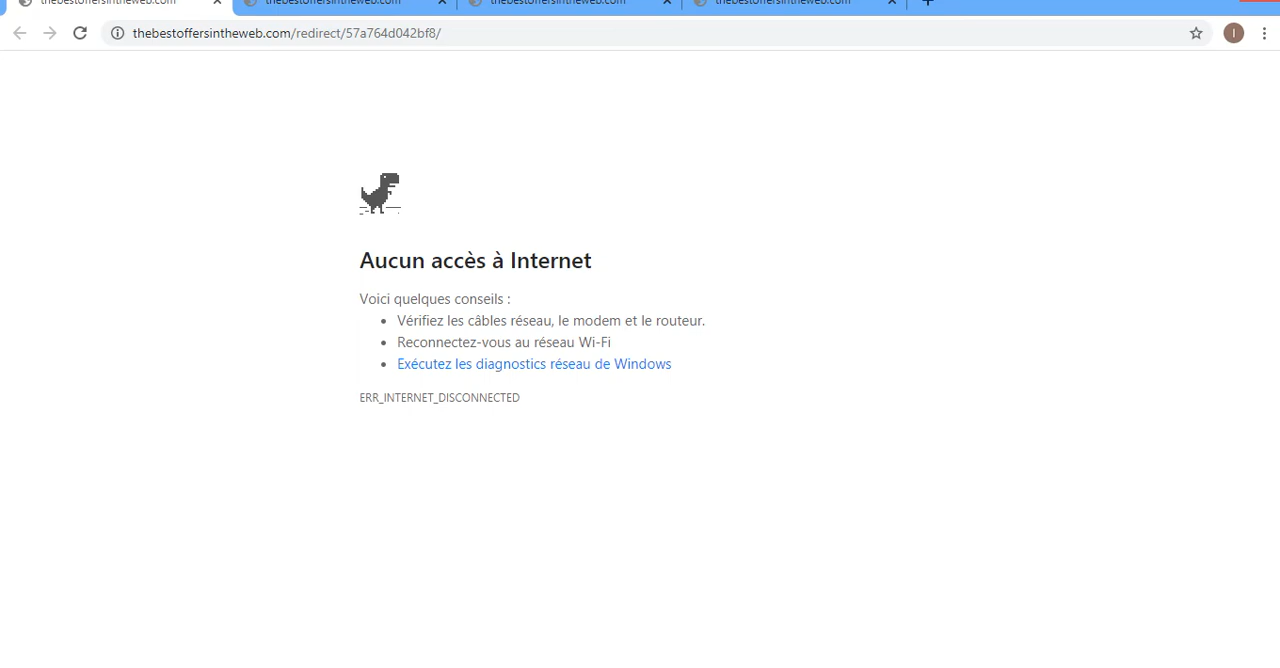 thebestoffersintheweb.com thebestoffersintheweb.com thebestoffersintheweb.com thebestoffersintheweb.com
thebestoffersintheweb.com/redirect/57a764d042bf8/
I
Aucun accès à Internet
Voici quelques conseils :
Vérifiez les câbles réseau, le modem et le routeur.
Reconnectez-vous au réseau Wi-Fi
Exécutez les diagnostics réseau de Windows
ERR_INTERNET_DISCONNECTED